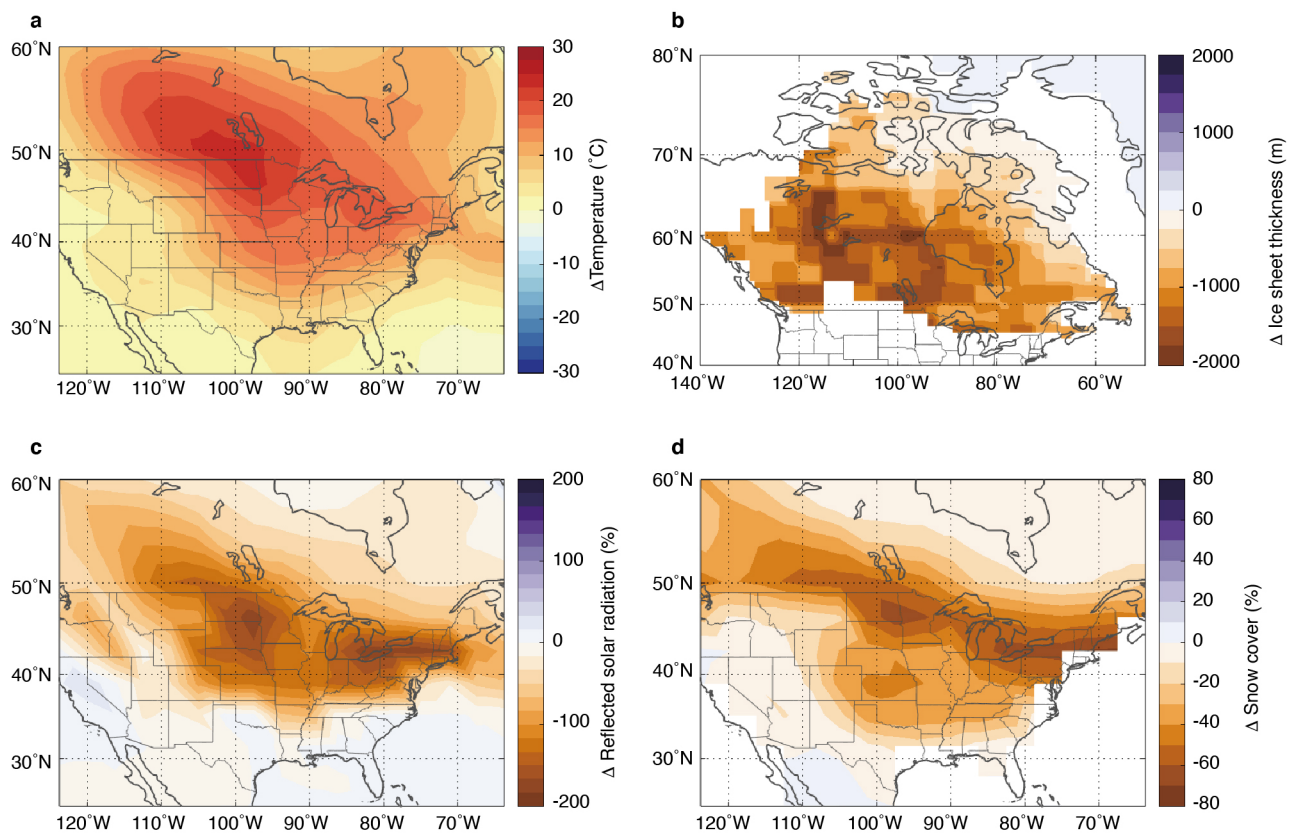 a
60˚N
50˚N
40˚N
30˚N
120˚W 110˚W 100˚W 90˚W 80˚W 70˚W
30
20
10
0
-10
-20
-30
ΔTemperature (˚C)
b
80˚N
70˚N
60˚N
50˚N
40˚N
140˚W 120˚W 100˚W 80˚W 60˚W
2000
1000
0
-1000
-2000
Δ Ice sheet thickness (m)
c
60˚N
50˚N
40˚N
30˚N
120˚W 110˚W 100˚W 90˚W 80˚W 70˚W
200
100
0
-100
-200
Δ Reflected solar radiation (%)
d
60˚N
50˚N
40˚N
30˚N
120˚W 110˚W 100˚W 90˚W 80˚W 70˚W
80
60
40
20
0
-20
-40
-60
-80
Δ Snow cover (%)